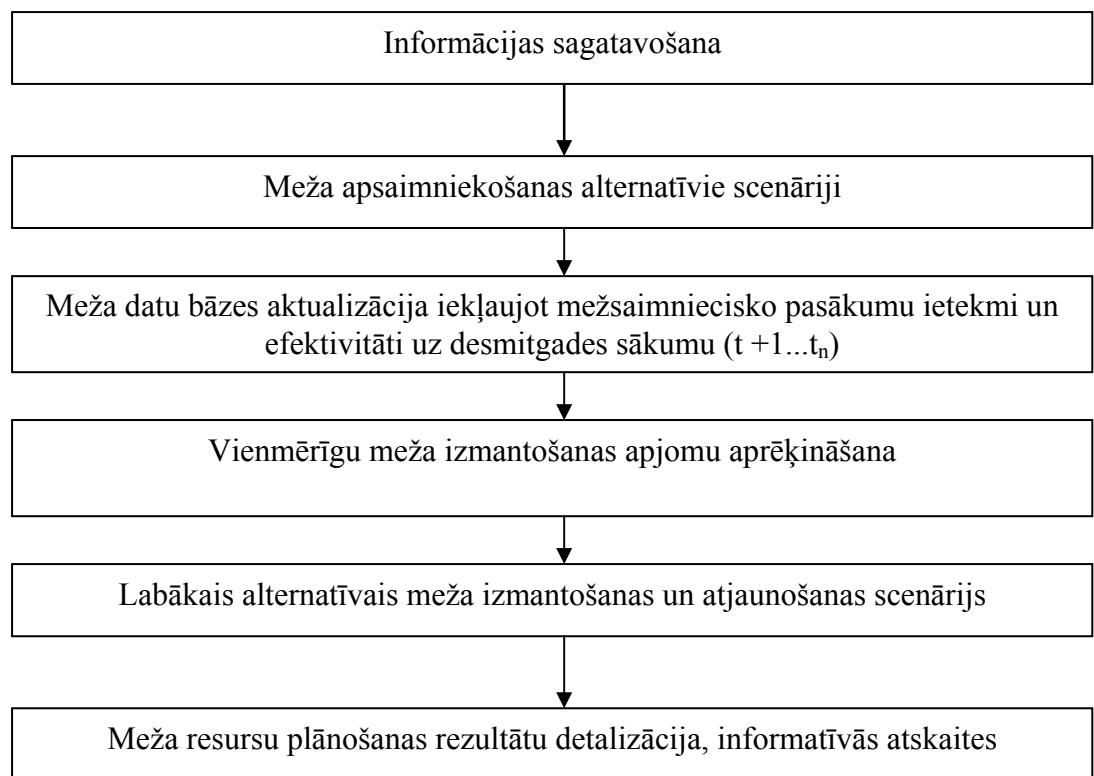 Informācijas sagatavošana
Meža apsaimniekošanas alternatīvie scenāriji
Meža datu bāzes aktualizācija iekļaujot mežsaimniecisko pasākumu ietekmi un
efektivitāti uz desmitgades sākumu (t +1...tₙ)
Vienmērīgu meža izmantošanas apjomu aprēķināšana
Labākais alternatīvais meža izmantošanas un atjaunošanas scenārijs
Meža resursu plānošanas rezultātu detalizācija, informatīvās atskaites